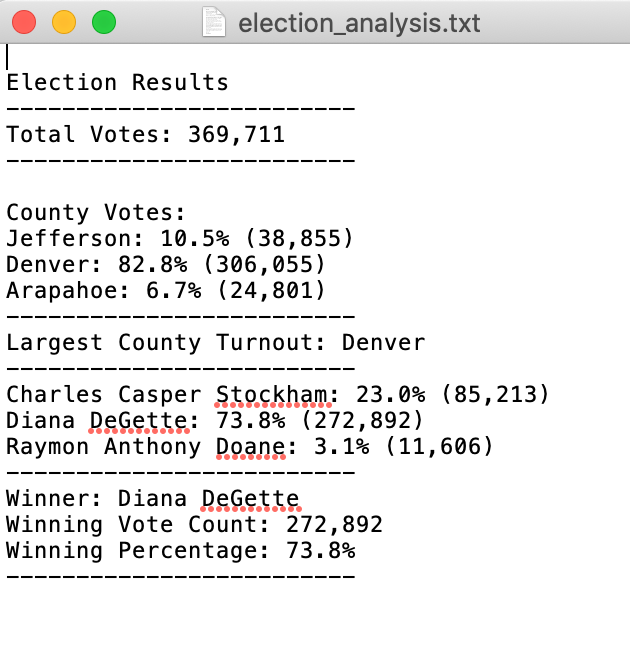 election_analysis.txt
Election Results
-------------------------
Total Votes: 369,711
-------------------------
County Votes:
Jefferson: 10.5% (38,855)
Denver: 82.8% (306,055)
Arapahoe: 6.7% (24,801)
-------------------------
Largest County Turnout: Denver
-------------------------
Charles Casper Stockham: 23.0% (85,213)
Diana DeGette: 73.8% (272,892)
Raymon Anthony Doane: 3.1% (11,606)
-------------------------
Winner: Diana DeGette
Winning Vote Count: 272,892
Winning Percentage: 73.8%
-------------------------